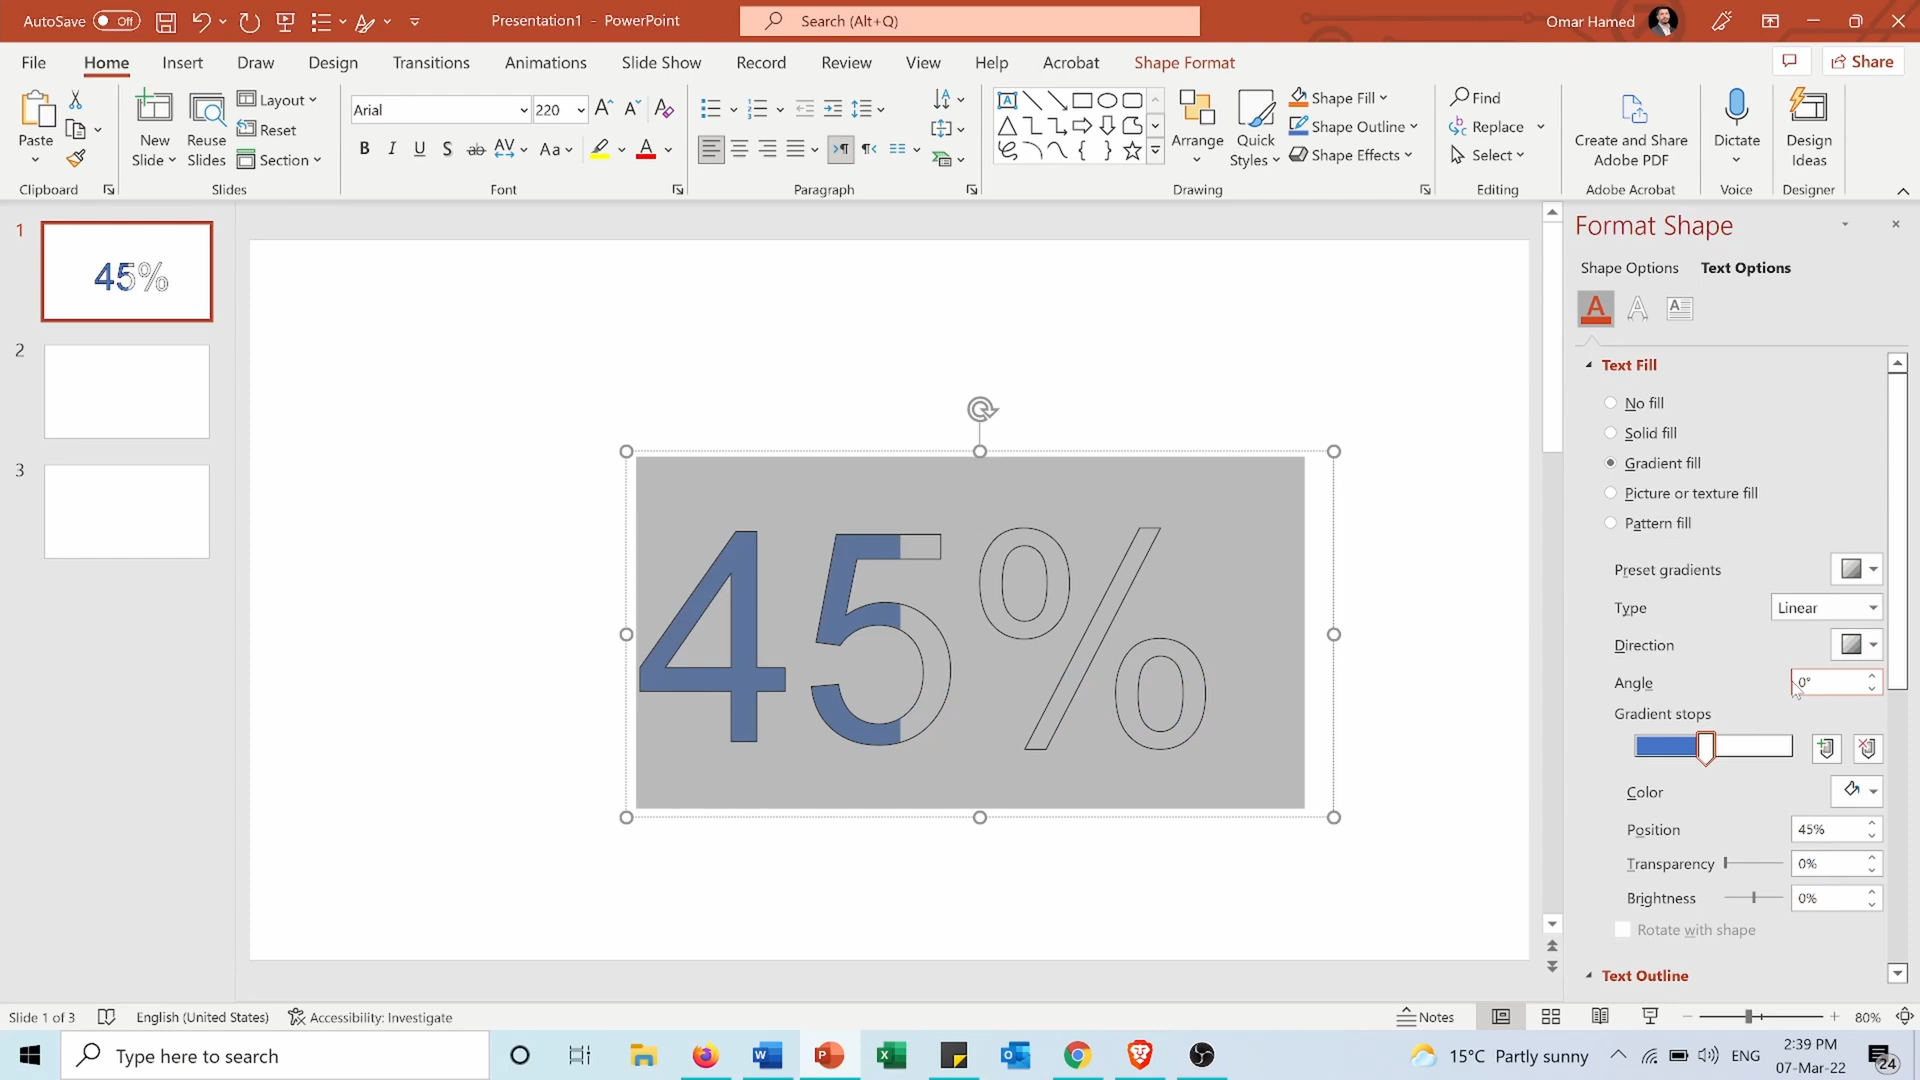 AutoSave Off Presentation1 - PowerPoint Search (Alt+Q) Omar Hamed
File Home Insert Draw Design Transitions Animations Slide Show Record Review View Help Acrobat Shape Format Share
Paste
Clipboard
New Slide
Reuse Slides
Layout
Reset
Section
Slides
Arial 220
B I U S ab AV Aa A
Font
Paragraph
Arrange
Quick Styles
Shape Fill
Shape Outline
Shape Effects
Drawing
Find
Replace
Select
Editing
Create and Share Adobe PDF
Adobe Acrobat
Dictate
Voice
Design Ideas
Designer
1
45%
2
3
45%
Format Shape
Shape Options Text Options
Text Fill
No fill
Solid fill
Gradient fill
Picture or texture fill
Pattern fill
Preset gradients
Type Linear
Direction
Angle 0°
Gradient stops
Color
Position 45%
Transparency 0%
Brightness 0%
Rotate with shape
Text Outline
Slide 1 of 3 English (United States) Accessibility: Investigate Notes 80%
Type here to search 15°C Partly sunny ENG 2:39 PM
07-Mar-22 24